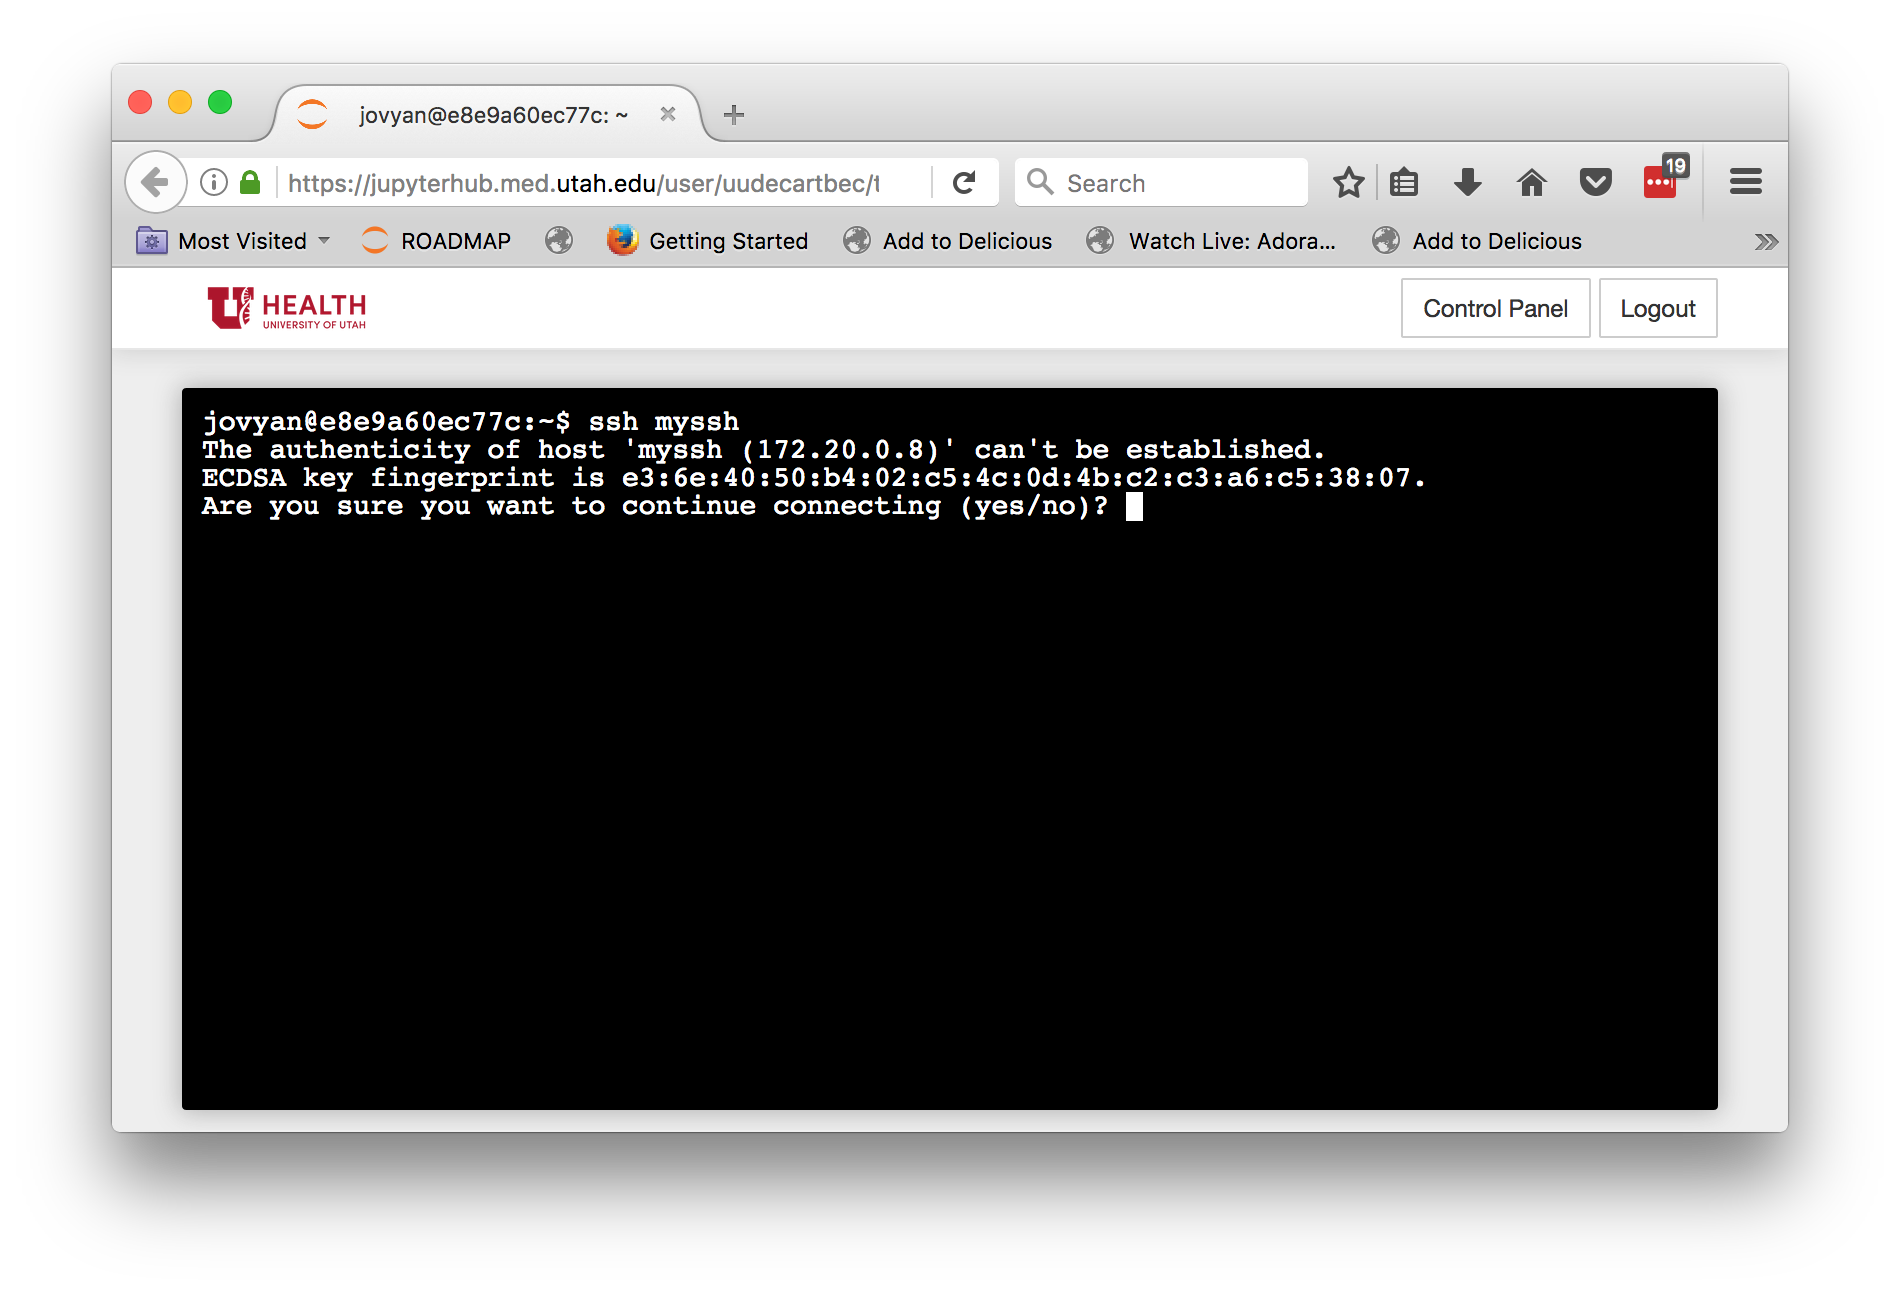 jovyan@e8e9a60ec77c: ~
https://jupyterhub.med.utah.edu/user/uudecartbec/t
Search
19
Most Visited ROADMAP Getting Started Add to Delicious Watch Live: Adora... Add to Delicious
U HEALTH
UNIVERSITY OF UTAH
Control Panel Logout
jovyan@e8e9a60ec77c:~$ ssh myssh
The authenticity of host 'myssh (172.20.0.8)' can't be established.
ECDSA key fingerprint is e3:6e:40:50:b4:02:c5:4c:0d:4b:c2:c3:a6:c5:38:07.
Are you sure you want to continue connecting (yes/no)?